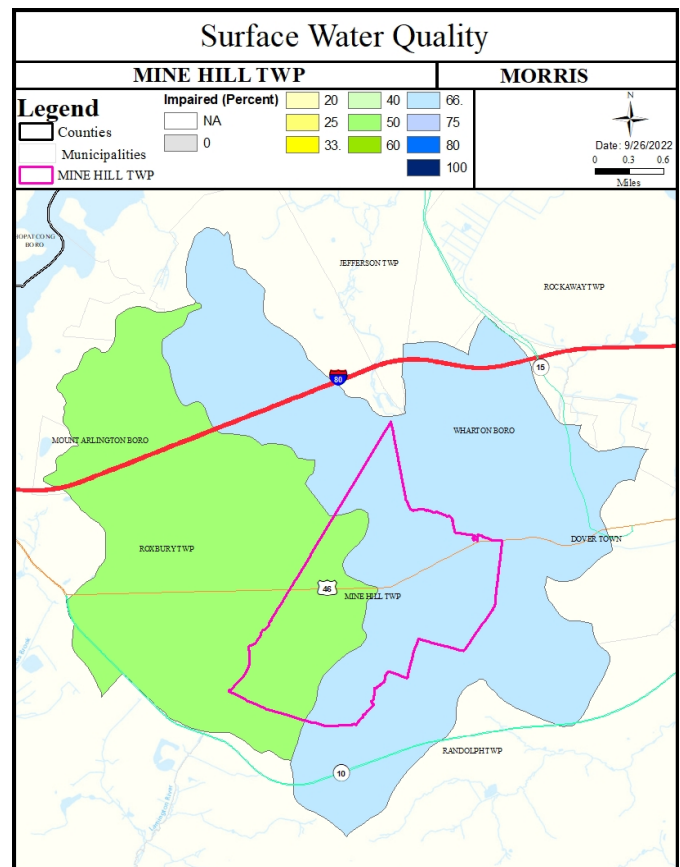 Surface Water Quality
MINE HILL TWP
MORRIS
Legend
Counties
Municipalities
MINE HILL TWP
Impaired (Percent)
NA
0
20
25
33.
40
50
60
66.
75
80
100
N
Date: 9/26/2022
0 0.3 0.6
Miles
HOPATCONG
BORO
JEFFERSON TWP
ROCKAWAY TWP
15
80
WHARTON BORO
MOUNT ARLINGTON BORO
DOVER TOWN
ROXBURY TWP
46
MINE HILL TWP
RANDOLPH TWP
10
River